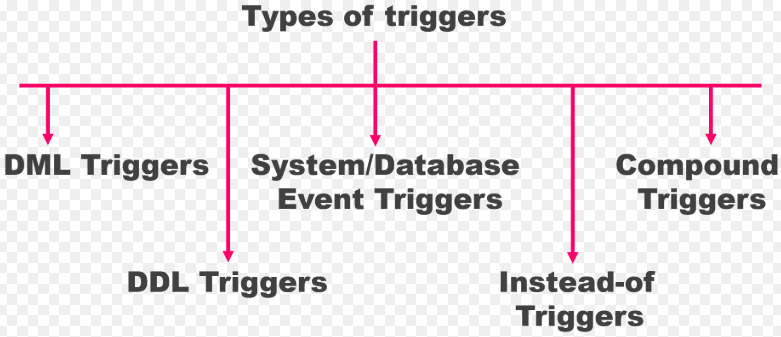 Types of triggers
DML Triggers
System/Database
Event Triggers
Compound
Triggers
DDL Triggers
Instead-of
Triggers